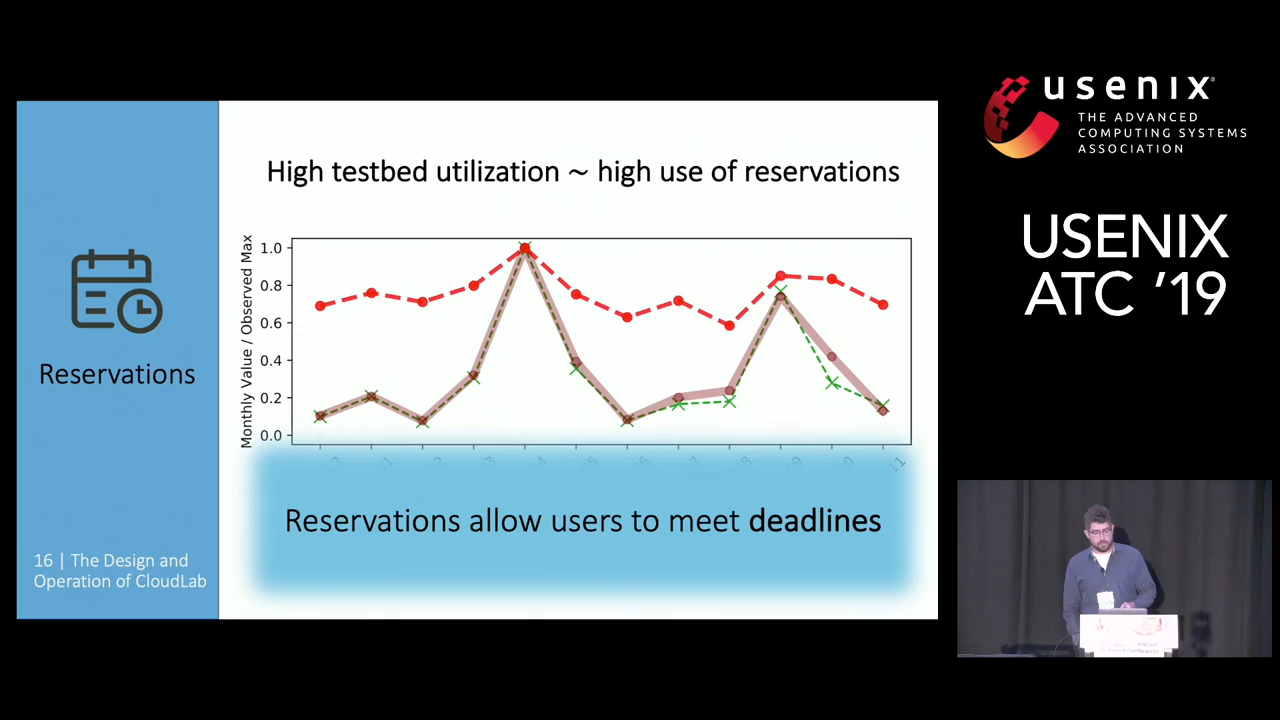 High testbed utilization ~ high use of reservations
Monthly Value / Observed Max
1.0
0.8
0.6
0.4
0.2
0.0
Reservations allow users to meet deadlines
Reservations
16 | The Design and
Operation of CloudLab
usenix
THE ADVANCED
COMPUTING SYSTEMS
ASSOCIATION
USENIX
ATC '19